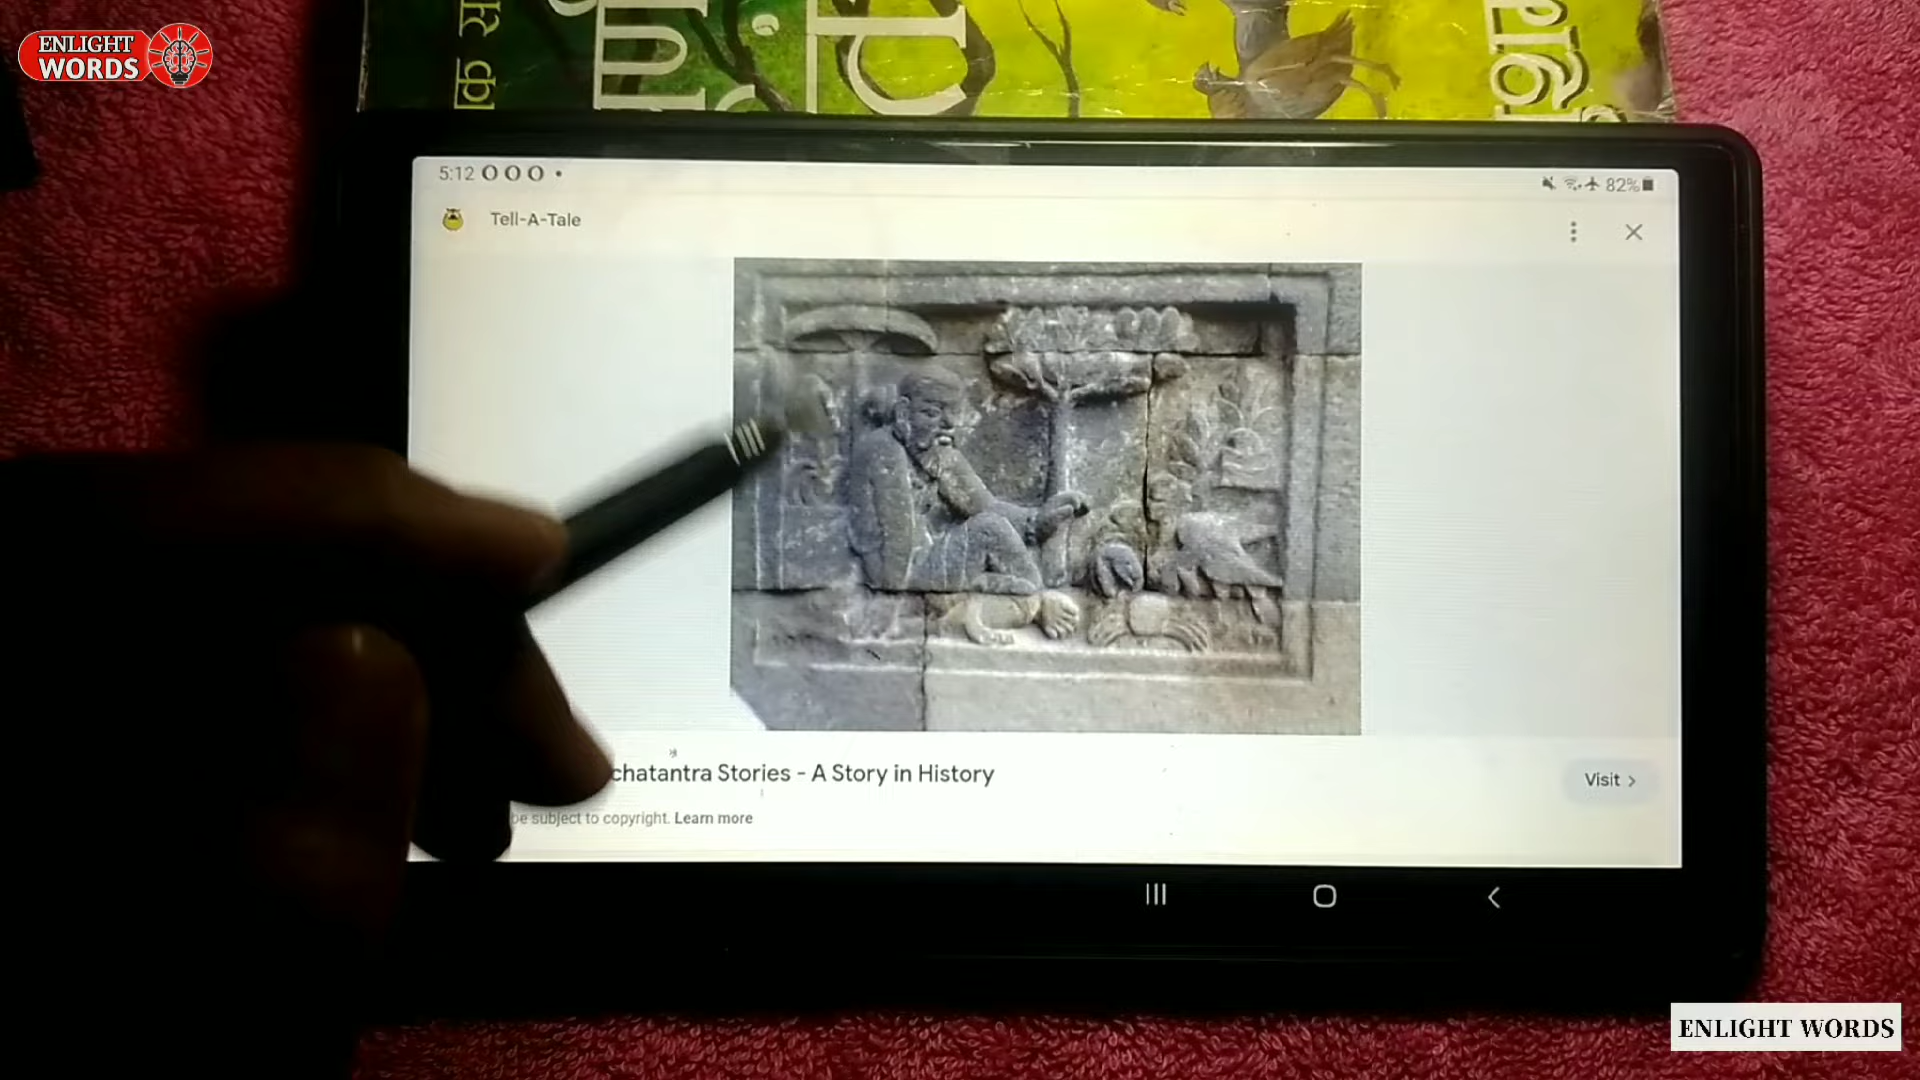 ENLIGHT
WORDS
क स
5:12
82%
Tell-A-Tale
chatantra Stories - A Story in History
Visit >
be subject to copyright. Learn more
ENLIGHT WORDS